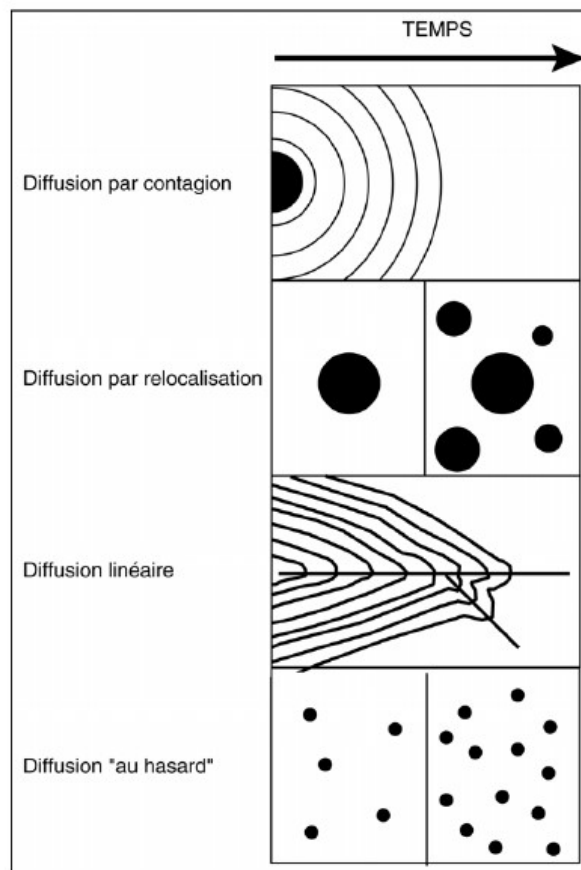 TEMPS
Diffusion par contagion
Diffusion par relocalisation
Diffusion linéaire
Diffusion "au hasard"